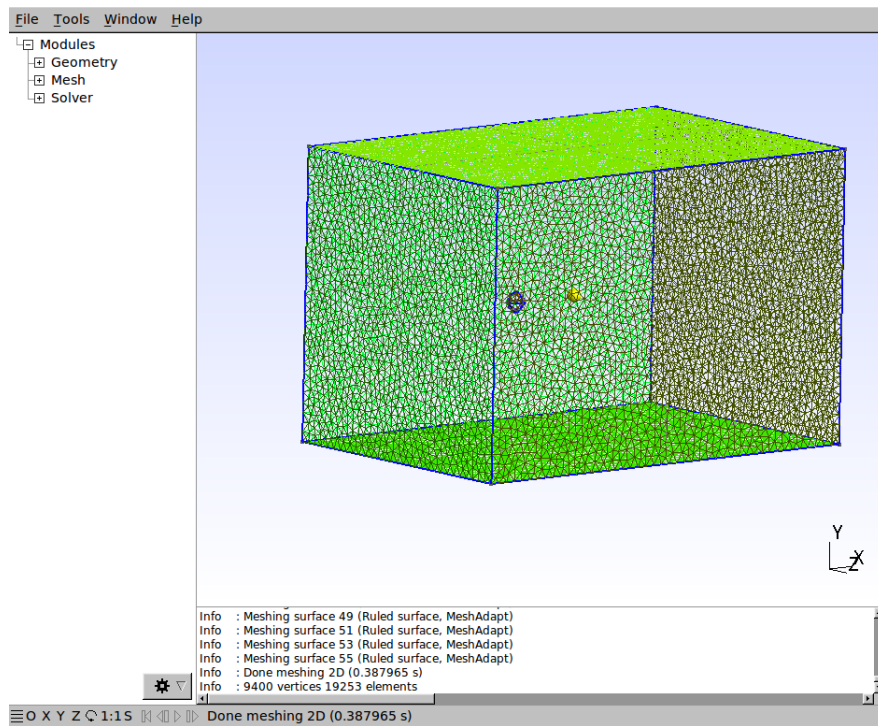 File Tools Window Help
Modules
Geometry
Mesh
Solver
Y
X
Z
Info : Meshing surface 49 (Ruled surface, MeshAdapt)
Info : Meshing surface 51 (Ruled surface, MeshAdapt)
Info : Meshing surface 53 (Ruled surface, MeshAdapt)
Info : Meshing surface 55 (Ruled surface, MeshAdapt)
Info : Done meshing 2D (0.387965 s)
Info : 9400 vertices 19253 elements
O X Y Z 1:1 S Done meshing 2D (0.387965 s)